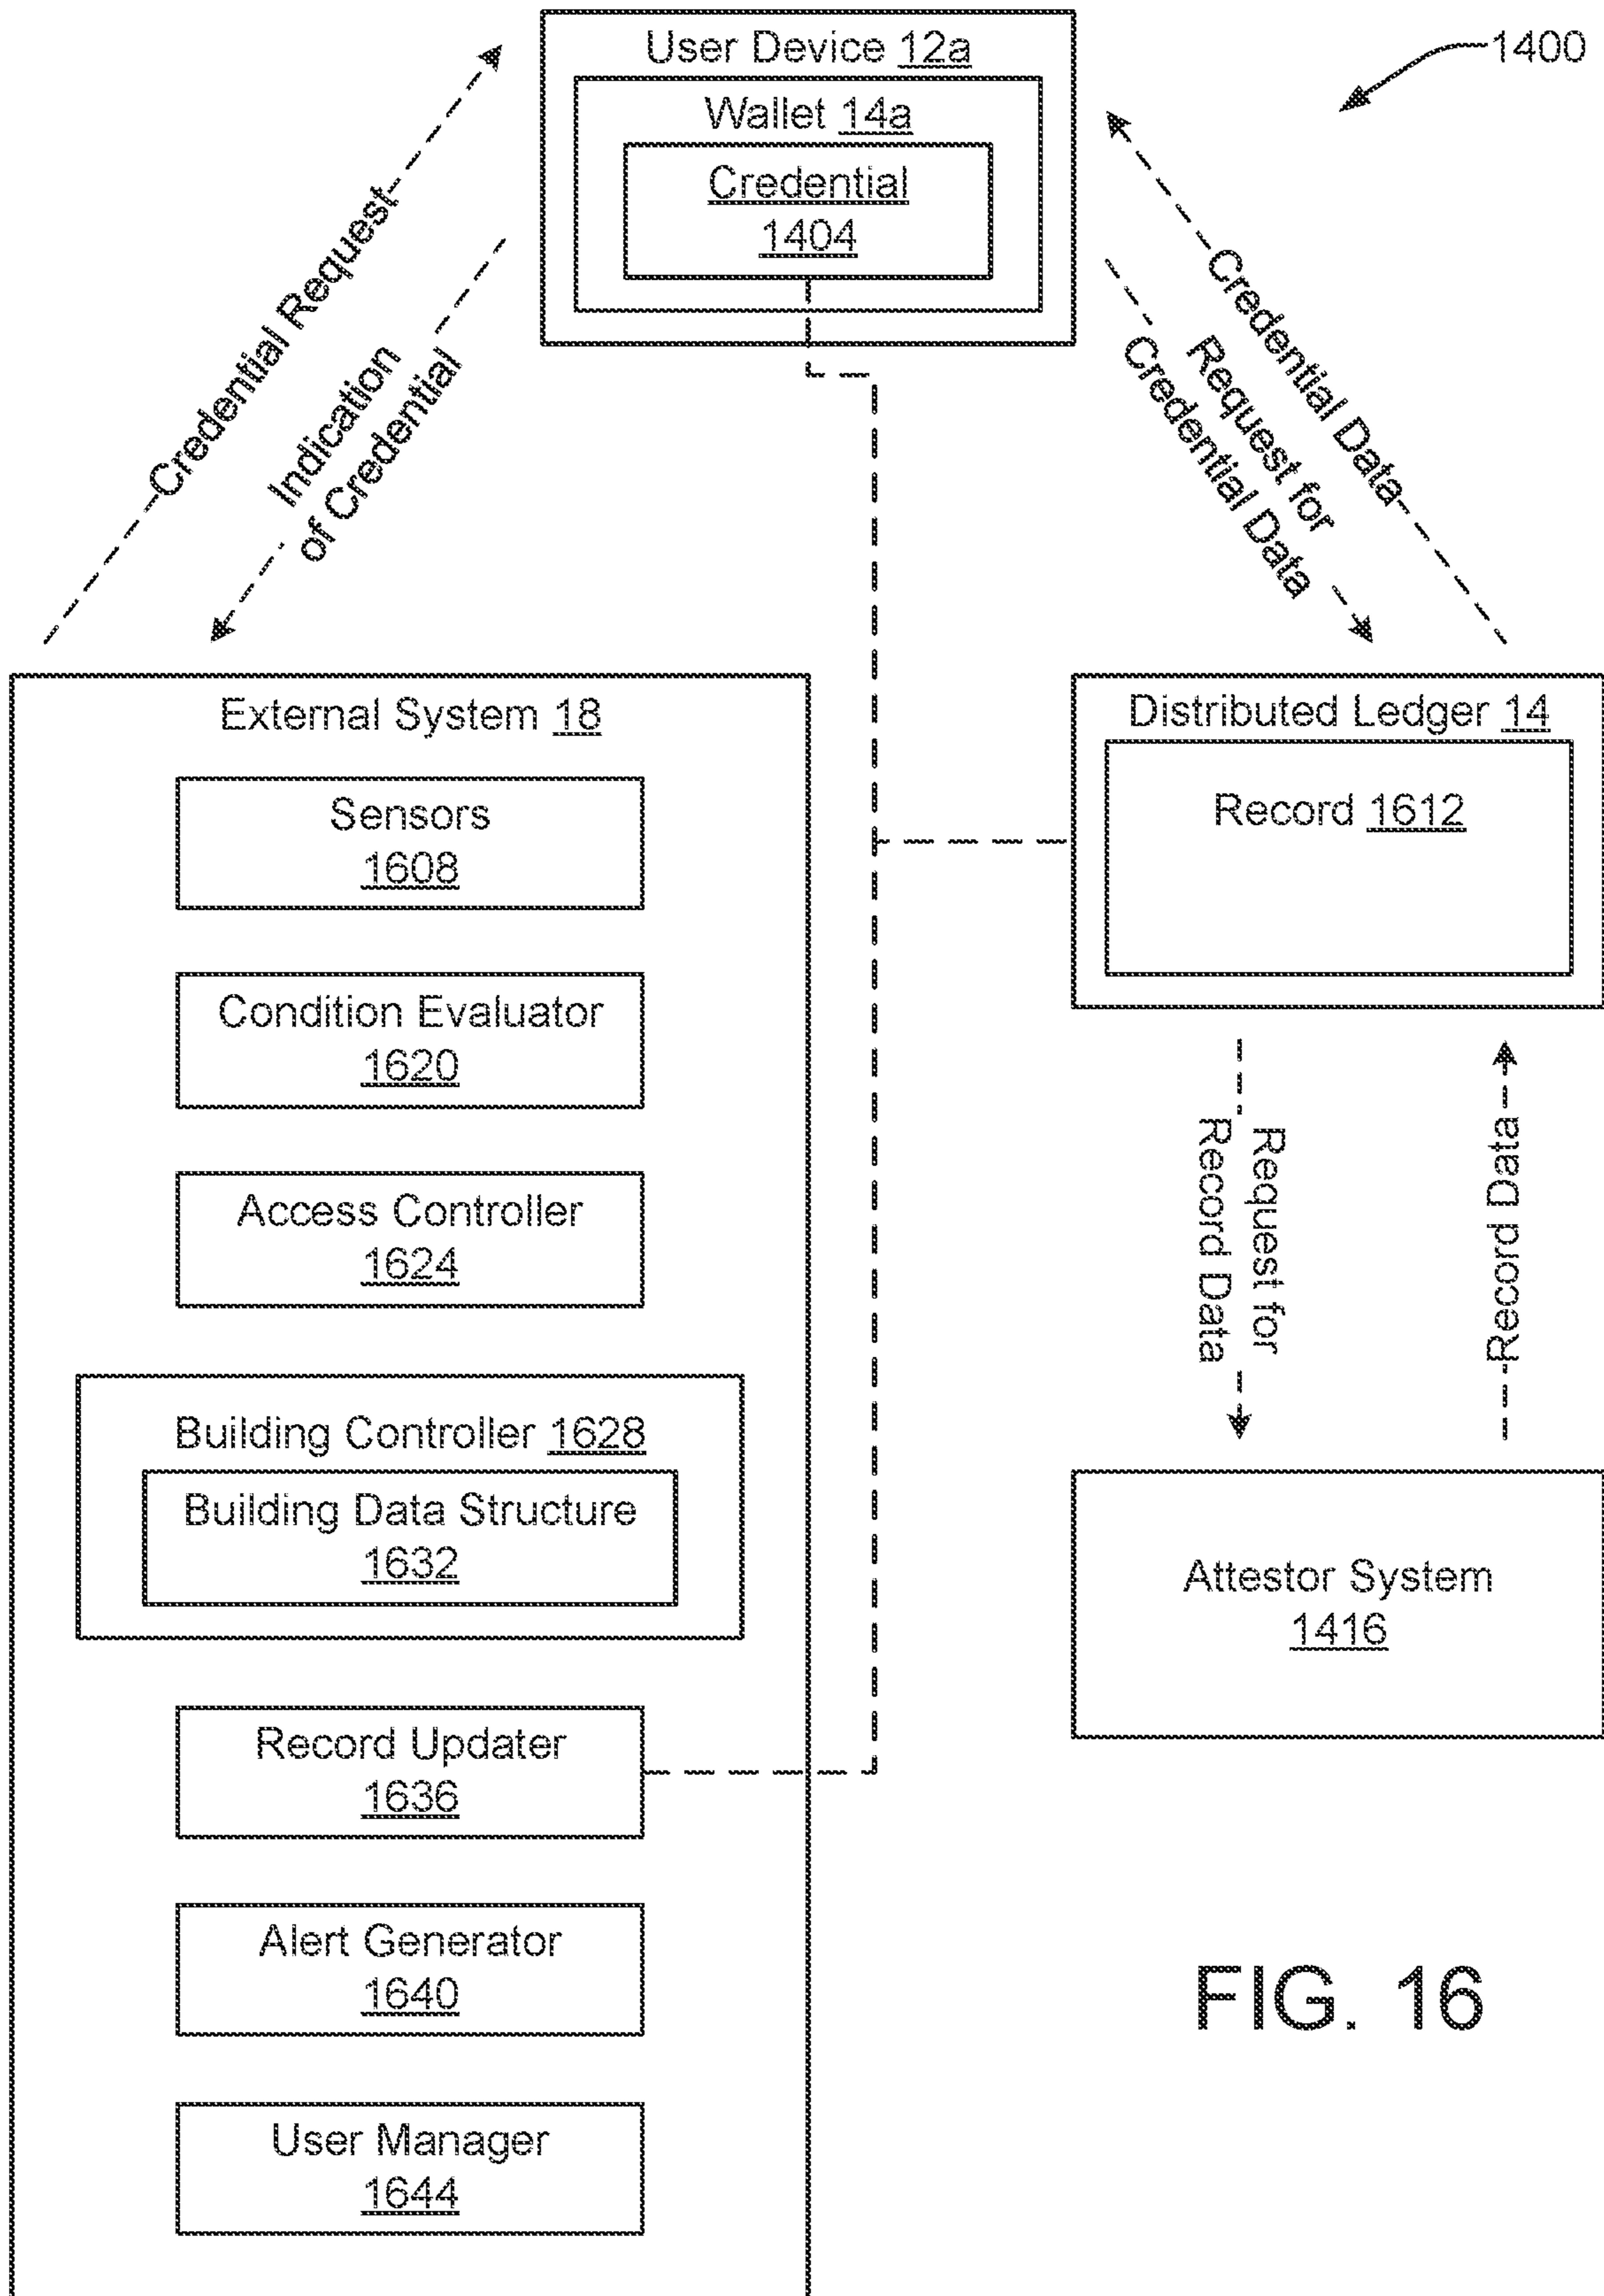 User Device 12a
1400
Wallet 14a
Credential
1404
Credential Request
Indication
of Credential
Credential Data
Request for
Credential Data
External System 18
Sensors
1608
Condition Evaluator
1620
Access Controller
1624
Building Controller 1628
Building Data Structure
1632
Record Updater
1636
Alert Generator
1640
User Manager
1644
Distributed Ledger 14
Record 1612
Request for
Record Data
Record Data
Attestor System
1416
FIG. 16